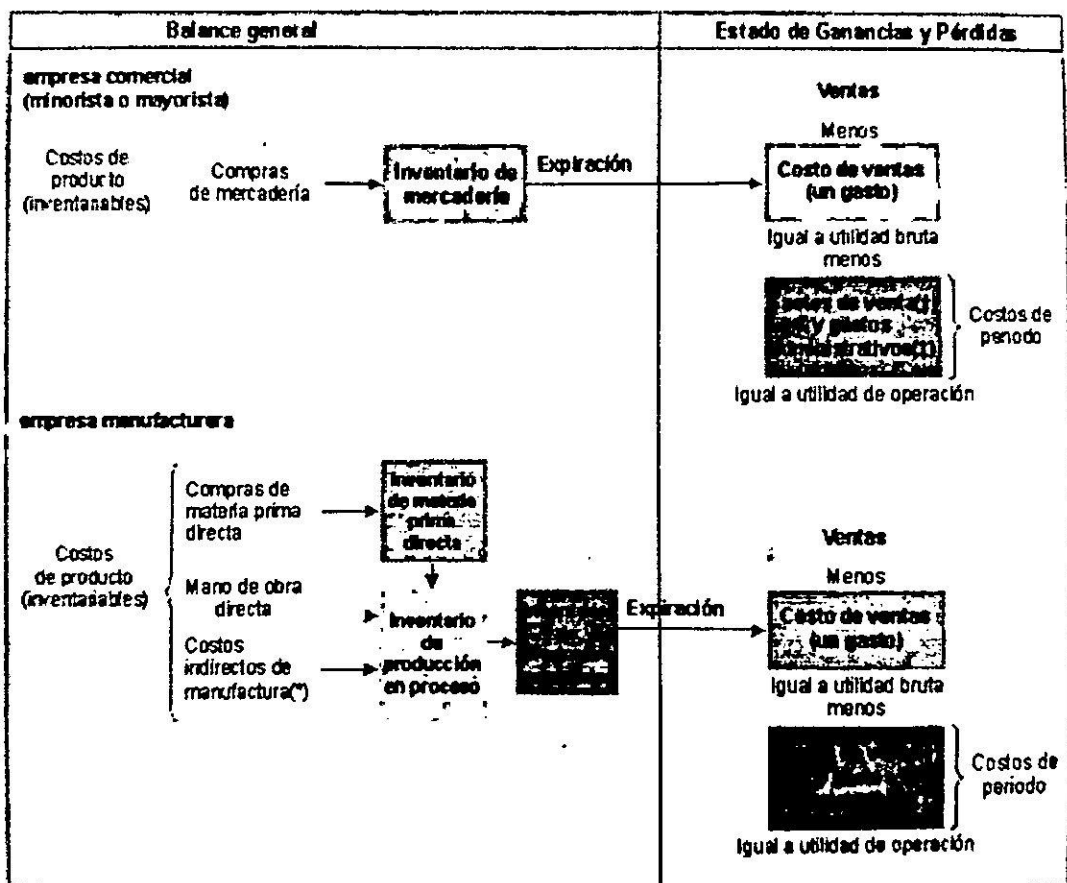 Balance general
Estado de Ganancias y Pérdidas
empresa comercial
(minorista o mayorista)
Costos de
producto
(inventariables)
Compras
de mercadería
Inventario de
mercadería
Expiración
Ventas
Menos
Costo de ventas
(un gasto)
Igual a utilidad bruta
menos
de venta
y gastos
administrativos(‡)
Costos de
periodo
Igual a utilidad de operación
empresa manufacturera
Costos
de producto
(inventariables)
Compras de
materia prima
directa
Mano de obra
directa
Costos
indirectos de
manufactura(*)
Inventario
de materia
prima
directa
Inventario
de
producción
en proceso
Expiración
Ventas
Menos
Costo de ventas
(un gasto)
Igual a utilidad bruta
menos
Costos de
periodo
Igual a utilidad de operación